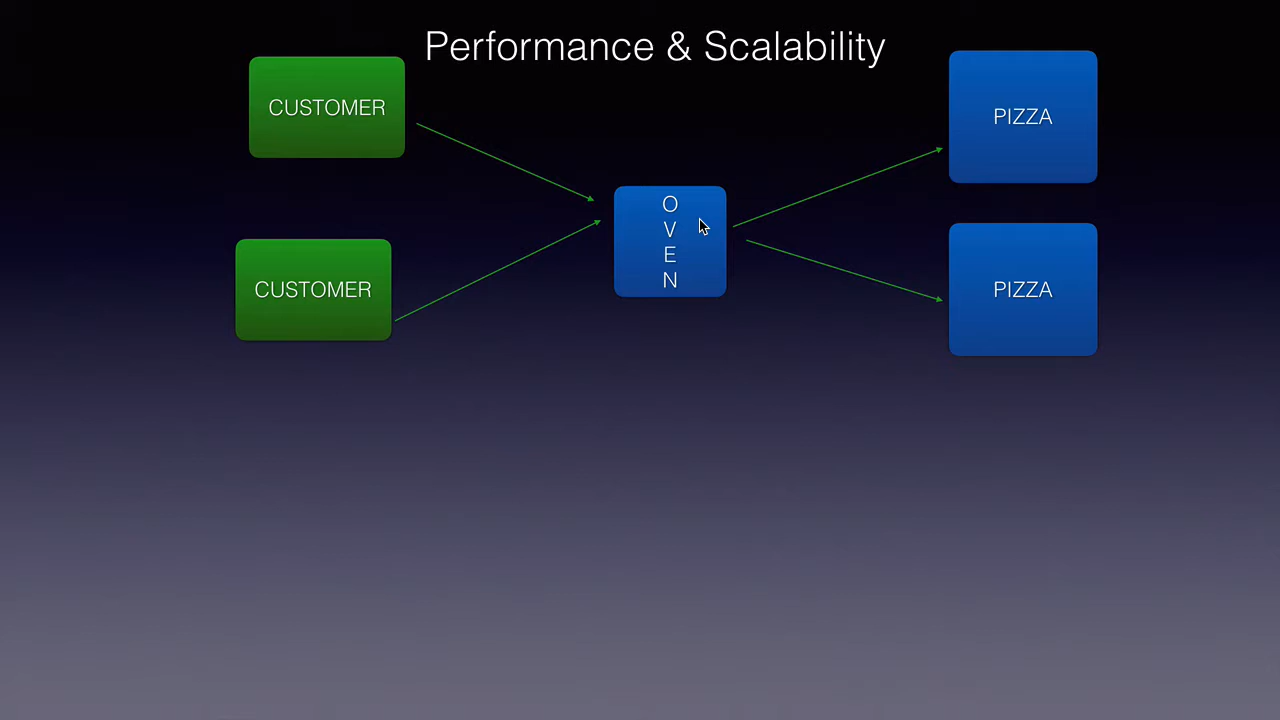 Performance & Scalability
CUSTOMER
PIZZA
O
V
E
N
CUSTOMER
PIZZA